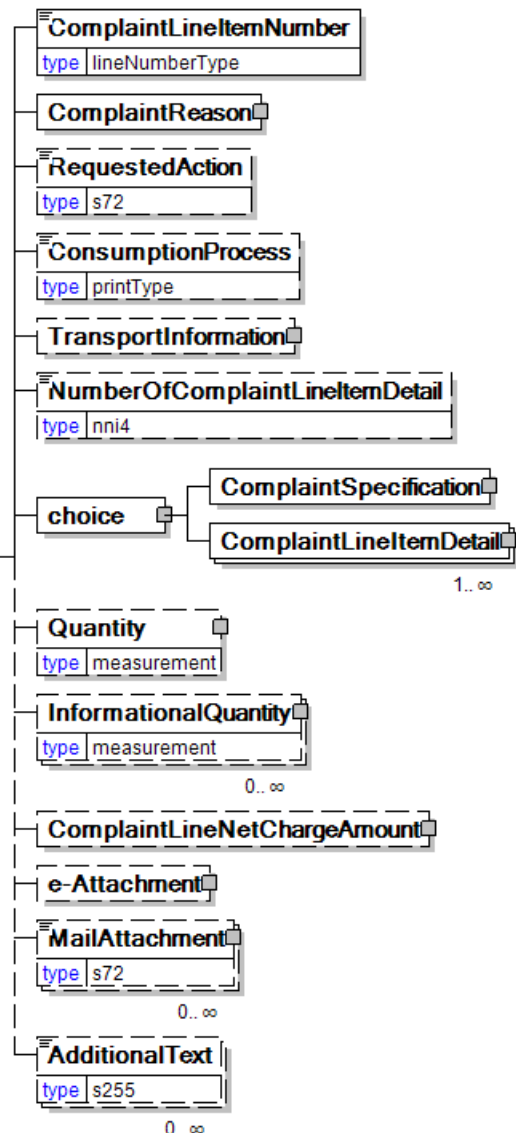 ComplaintLineItemNumber
type lineNumberType
ComplaintReason
RequestedAction
type s72
ConsumptionProcess
type printType
TransportInformation
NumberOfComplaintLineItemDetail
type nni4
choice
ComplaintSpecification
ComplaintLineItemDetail
1.. ∞
Quantity
type measurement
InformationalQuantity
type measurement
0.. ∞
ComplaintLineNetChargeAmount
e-Attachment
MailAttachment
type s72
0.. ∞
AdditionalText
type s255
0.. ∞